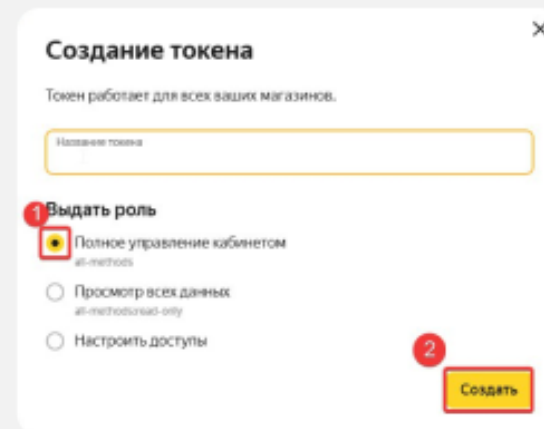 Создание токена
Токен работает для всех ваших магазинов.
Название токена
1
Выдать роль
Полное управление кабинетом
all-methods
Просмотр всех данных
all-methods:read-only
Настроить доступы
2
Создать